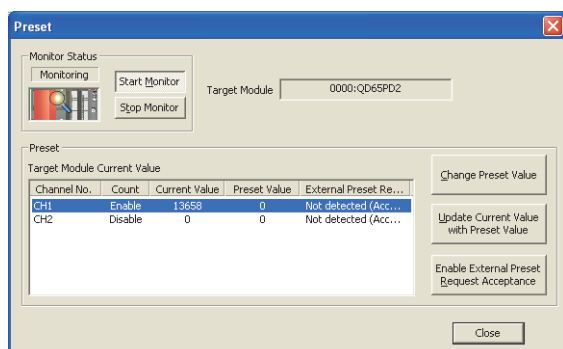 Preset
Monitor Status
Monitoring
Start Monitor
Stop Monitor
Target Module
0000:QD65PD2
Preset
Target Module Current Value
Channel No. Count Current Value Preset Value External Preset Re...
CH1 Enable 13658 0 Not detected (Acc...
CH2 Disable 0 0 Not detected (Acc...
Change Preset Value
Update Current Value
with Preset Value
Enable External Preset
Request Acceptance
Close